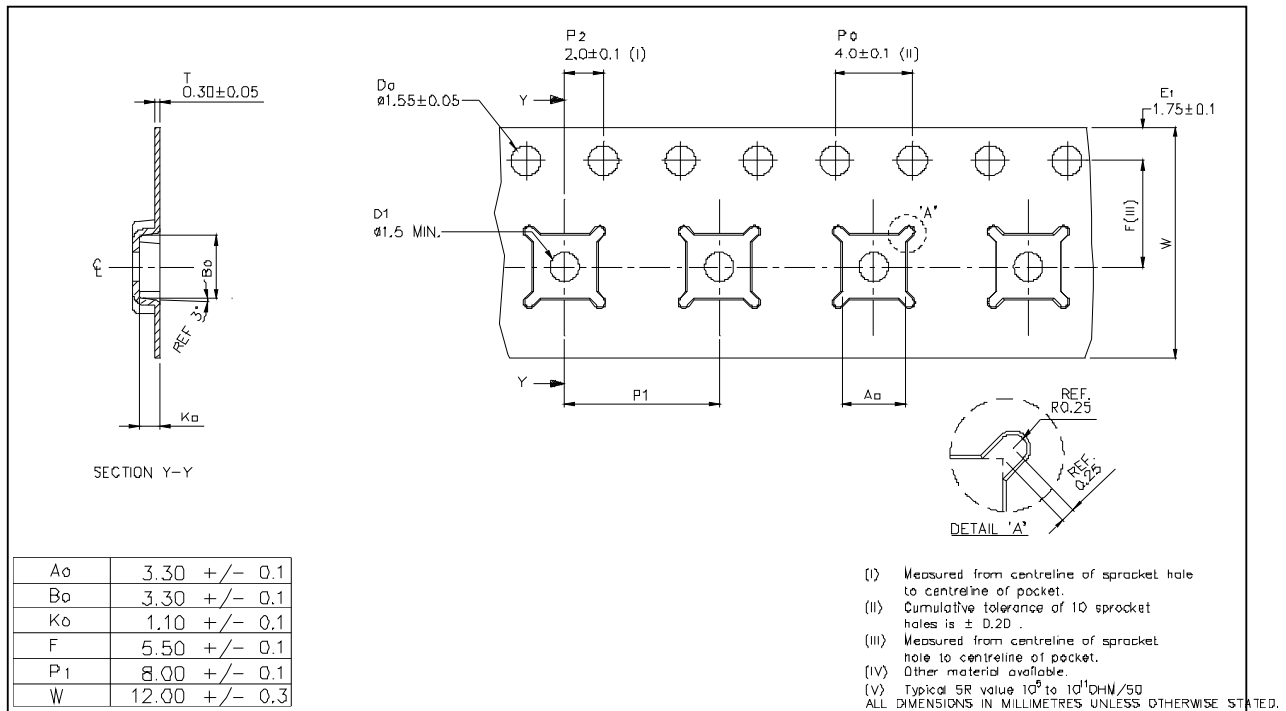 P2
2.0±0.1 (I)
Po
4.0±0.1 (II)
T
0.30±0.05
Do
ø1.55±0.05
Y
E1
1.75±0.1
D1
ø1.5 MIN.
'A'
F(III)
W
Bo
REF 3°
Y
P1
Ao
Ko
REF.
R0.25
REF.
0.25
SECTION Y-Y
DETAIL 'A'
Ao 3.30 +/- 0.1
Bo 3.30 +/- 0.1
Ko 1.10 +/- 0.1
F 5.50 +/- 0.1
P1 8.00 +/- 0.1
W 12.00 +/- 0.3
(I) Measured from centreline of sprocket hole
to centreline of pocket.
(II) Cumulative tolerance of 10 sprocket
holes is ± 0.20 .
(III) Measured from centreline of sprocket
hole to centreline of pocket.
(IV) Other material available.
(V) Typical SR value to 10¹¹ OHM/SQ
ALL DIMENSIONS IN MILLIMETRES UNLESS OTHERWISE STATED.